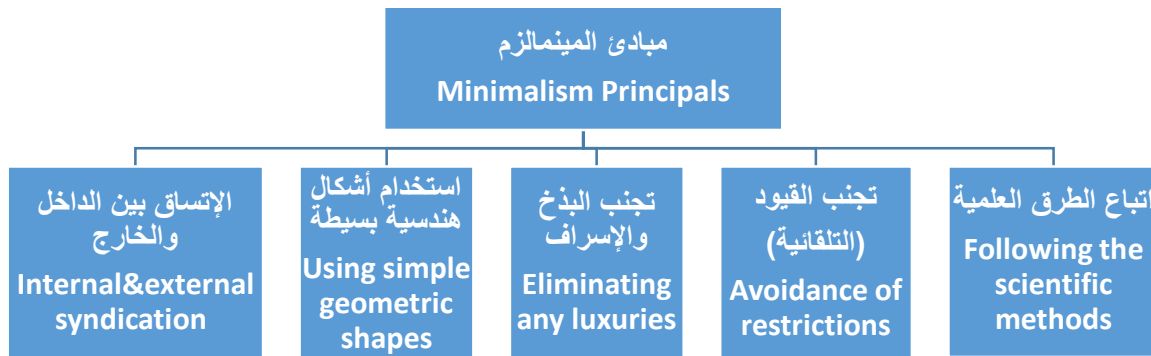 مبادئ المينمالزم
Minimalism Principals
اتباع الطرق العلمية
Following the
scientific
methods
تجنب القيود
(التلقائية)
Avoidance of
restrictions
تجنب البذخ
والإسراف
Eliminating
any luxuries
استخدام أشكال
هندسية بسيطة
Using simple
geometric
shapes
الإتساق بين الداخل
والخارج
Internal&external
syndication